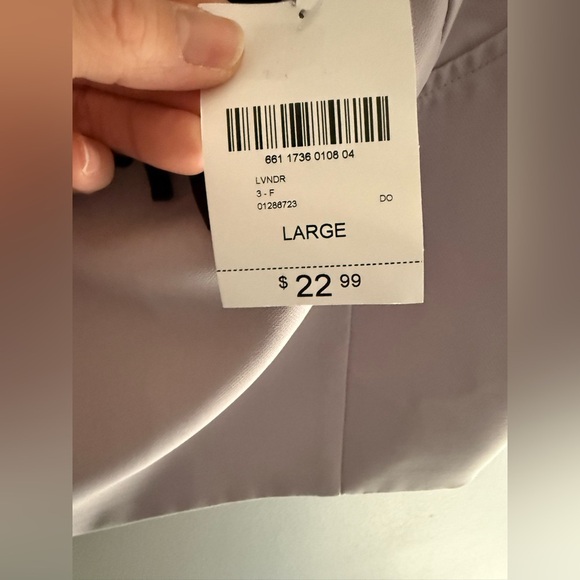 661 1736 0108 04
LVNDR
3 - F
01286723 DO
LARGE
$ 22 99